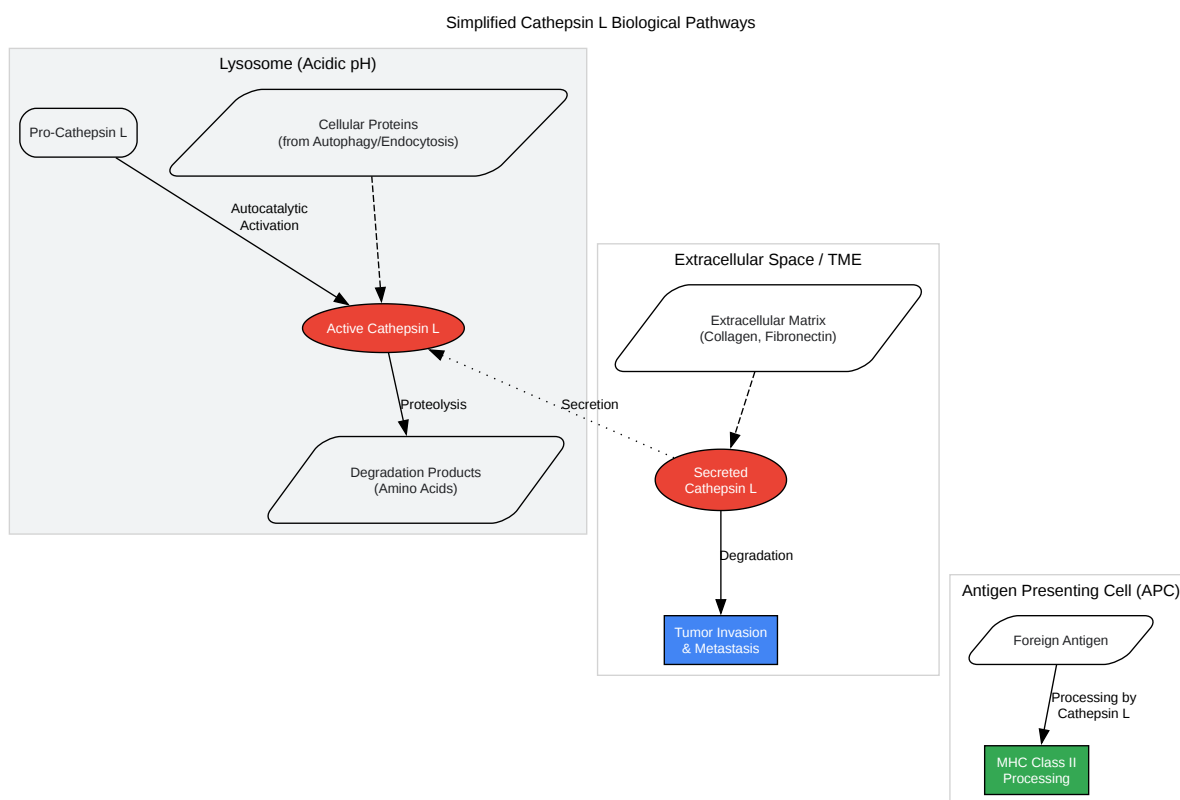 Simplified Cathepsin L Biological Pathways
Lysosome (Acidic pH)
Pro-Cathepsin L
Cellular Proteins
(from Autophagy/Endocytosis)
Autocatalytic
Activation
Active Cathepsin L
Proteolysis
Degradation Products
(Amino Acids)
Secretion
Extracellular Space / TME
Extracellular Matrix
(Collagen, Fibronectin)
Secreted
Cathepsin L
Degradation
Tumor Invasion
& Metastasis
Antigen Presenting Cell (APC)
Foreign Antigen
Processing by
Cathepsin L
MHC Class II
Processing